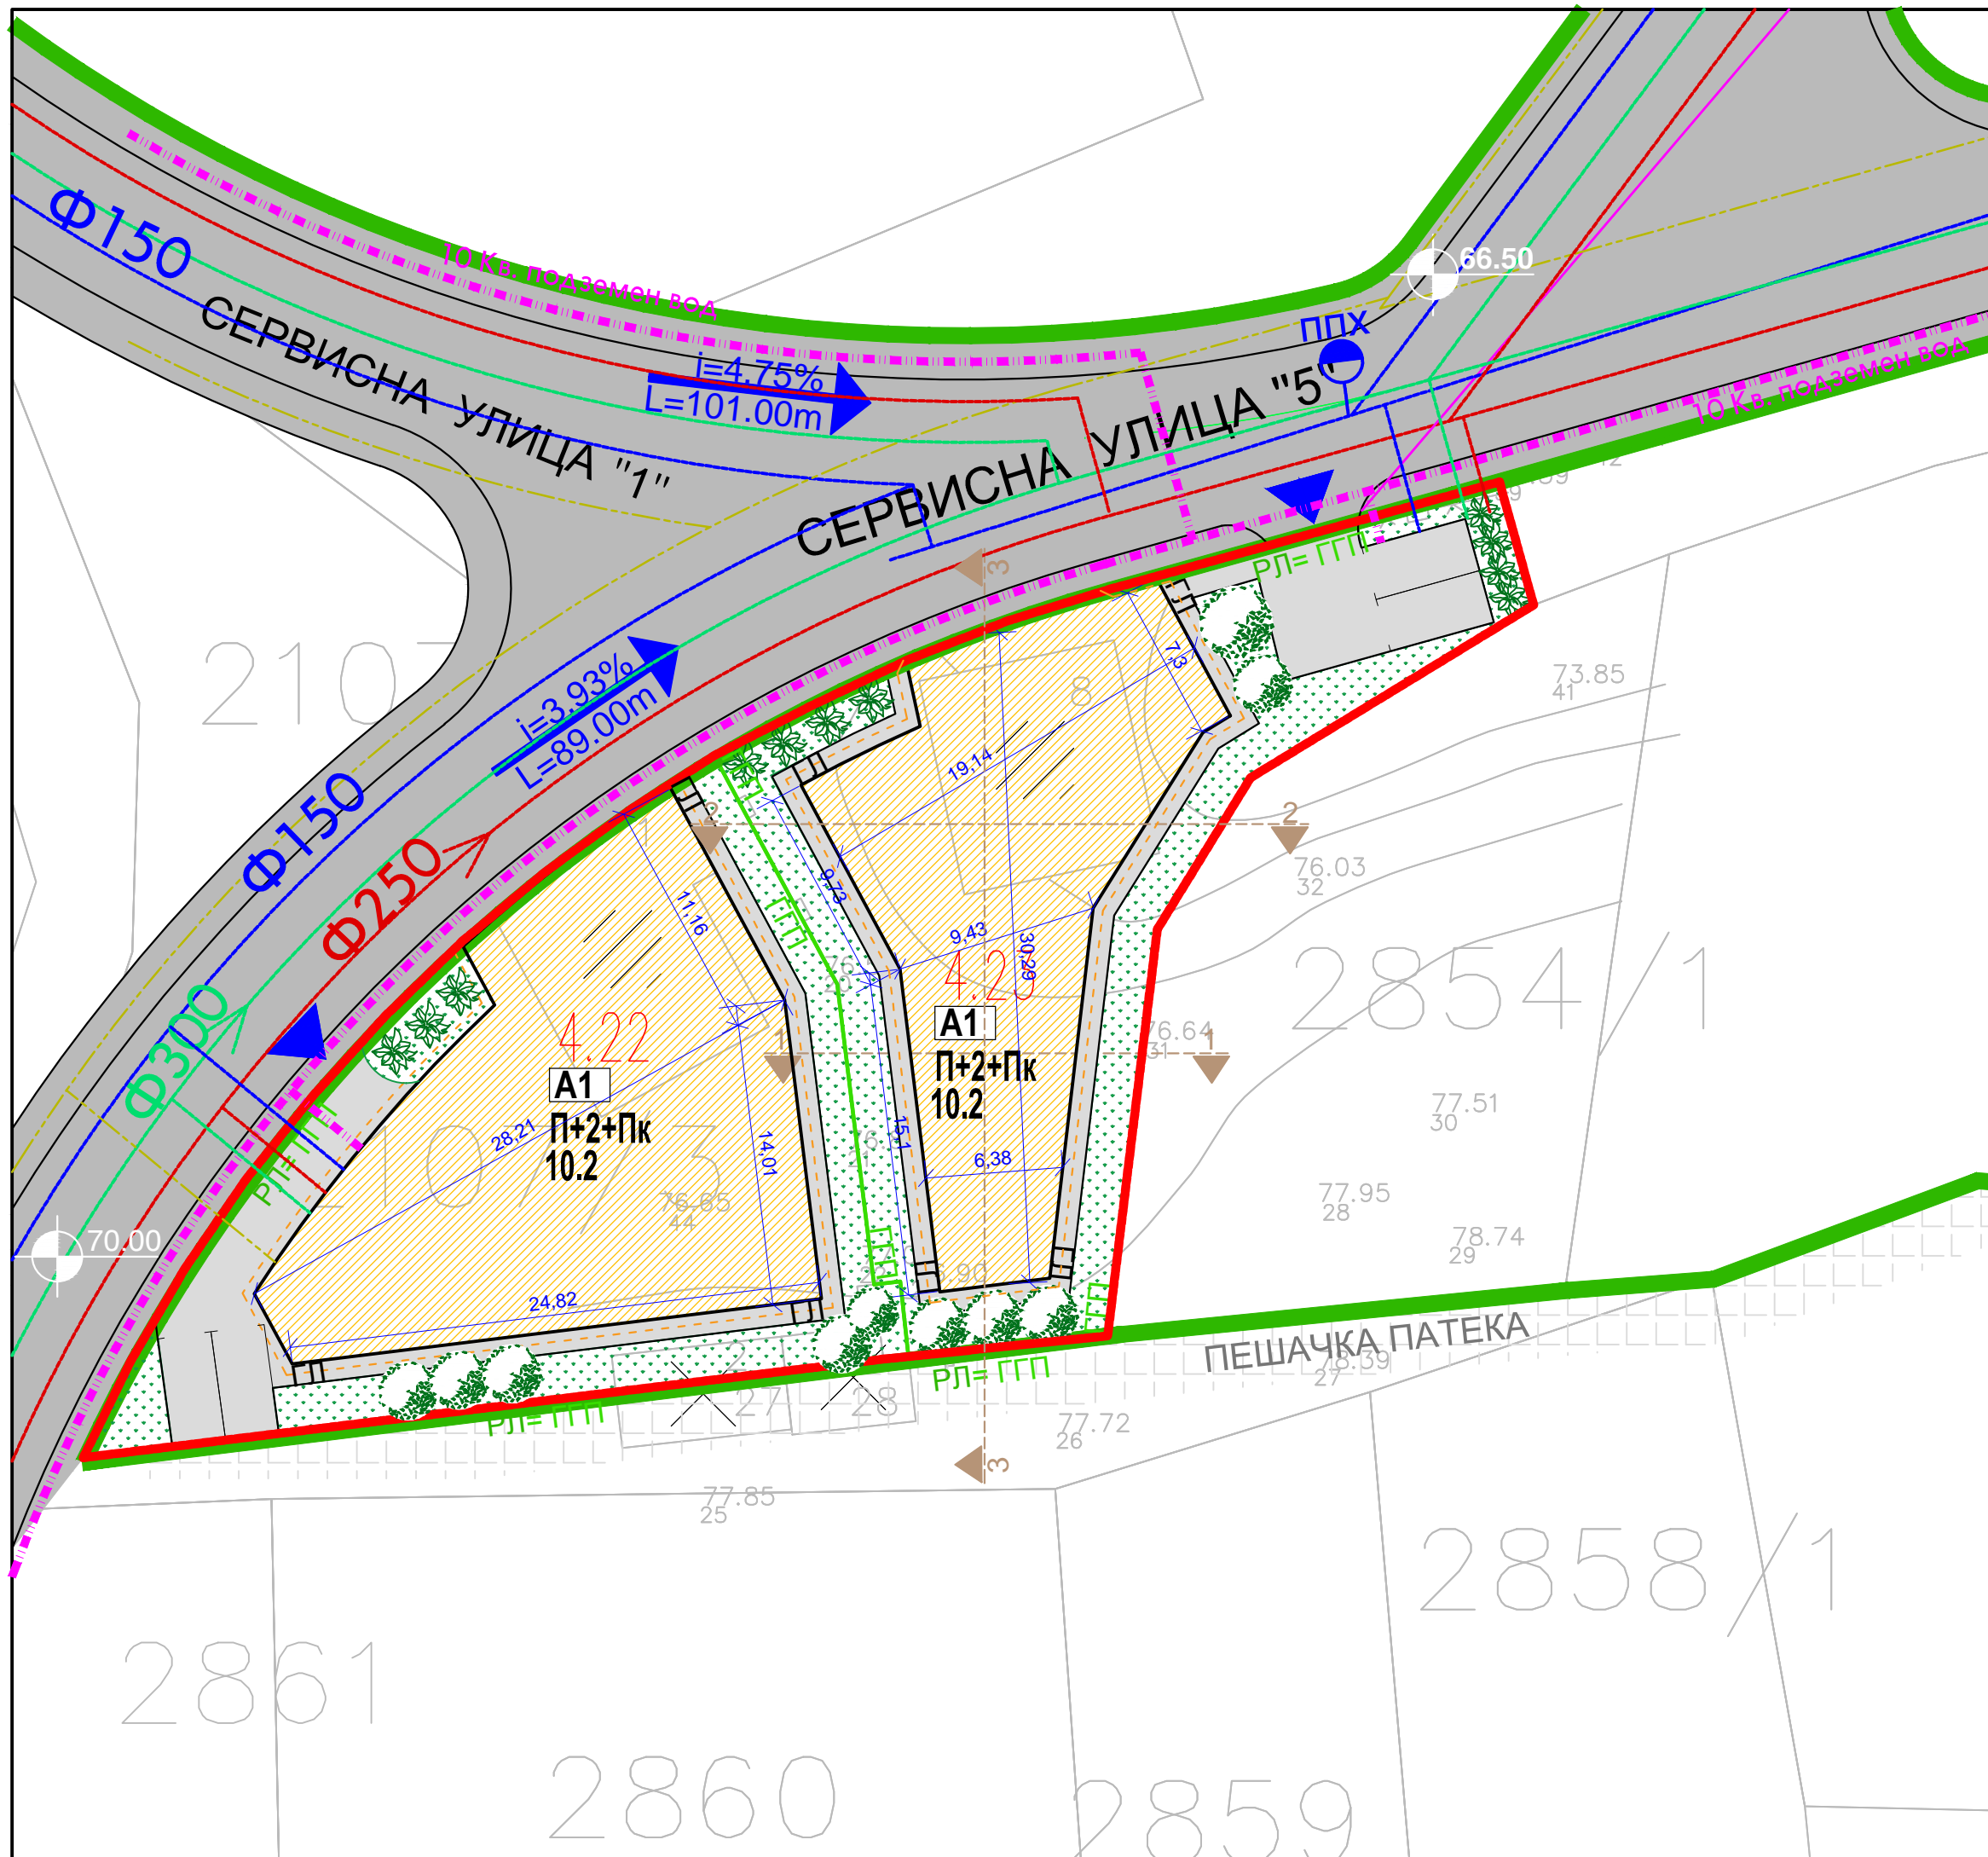 Ф150
10 Кв. подземен вод
66.50
ППХ
СЕРВИСНА УЛИЦА "1"
i=4.75%
L=101.00m
СЕРВИСНА УЛИЦА "5"
10 Кв. подземен вод
3
РЛ= ГГП
i=3.93%
L=89.00m
7,3
8
73.85
41
19,14
Ф150
2
2
76.03
32
Ф250
11,16
ГГП
9,73
9,43
30,29
2854/1
4.23
4.22
A1
П+2+Пк
10.2
A1
П+2+Пк
10.2
1
1
76.64
31
77.51
30
Ф300
РЛ= ГГП
28,21
14,01
15,1
6,38
76.65
44
77.95
28
78.74
29
70.00
24,82
ГГП
ПЕШАЧКА ПАТЕКА
78.39
27
РЛ= ГГП
РЛ= ГГП
27
28
77.72
26
3
77.85
25
2858/1
2861
2860
2859